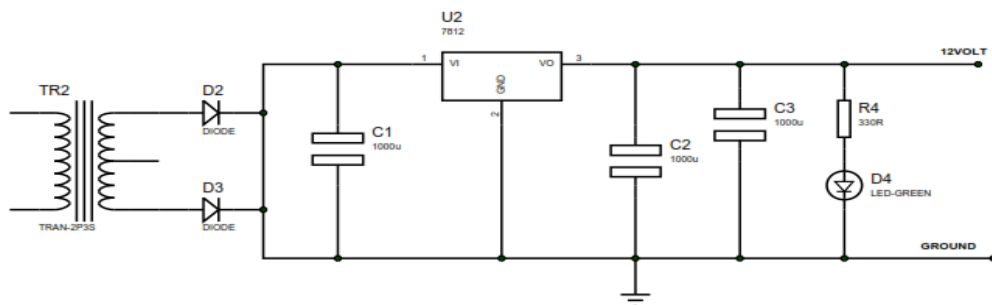 U2
7812
1
VI
VO
3
GND
2
12VOLT
TR2
TRAN-2P3S
D2
DIODE
D3
DIODE
C1
1000u
C2
1000u
C3
1000u
R4
330R
D4
LED-GREEN
GROUND